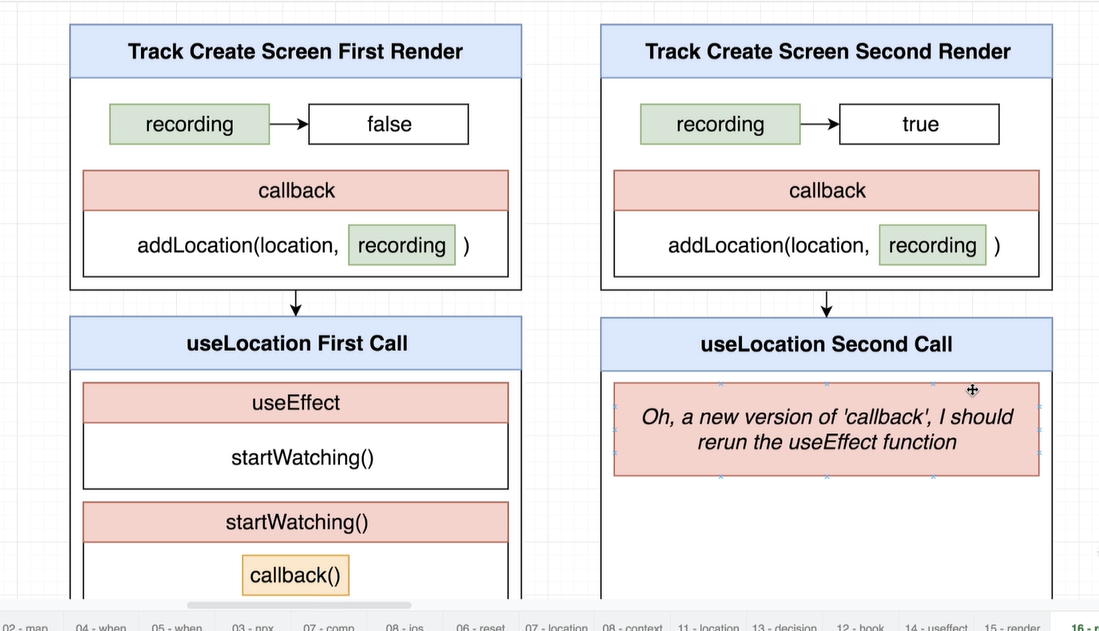 Track Create Screen First Render
recording
false
callback
addLocation(location, recording )
useLocation First Call
useEffect
startWatching()
startWatching()
callback()
Track Create Screen Second Render
recording
true
callback
addLocation(location, recording )
useLocation Second Call
Oh, a new version of 'callback', I should
rerun the useEffect function
02 - map
04 - when
05 - when
03 - npx
07 - comp
08 - ios
06 - reset
07 - location
08 - context
11 - location
13 - decision
12 - hook
14 - useffect
15 - render
16 - r